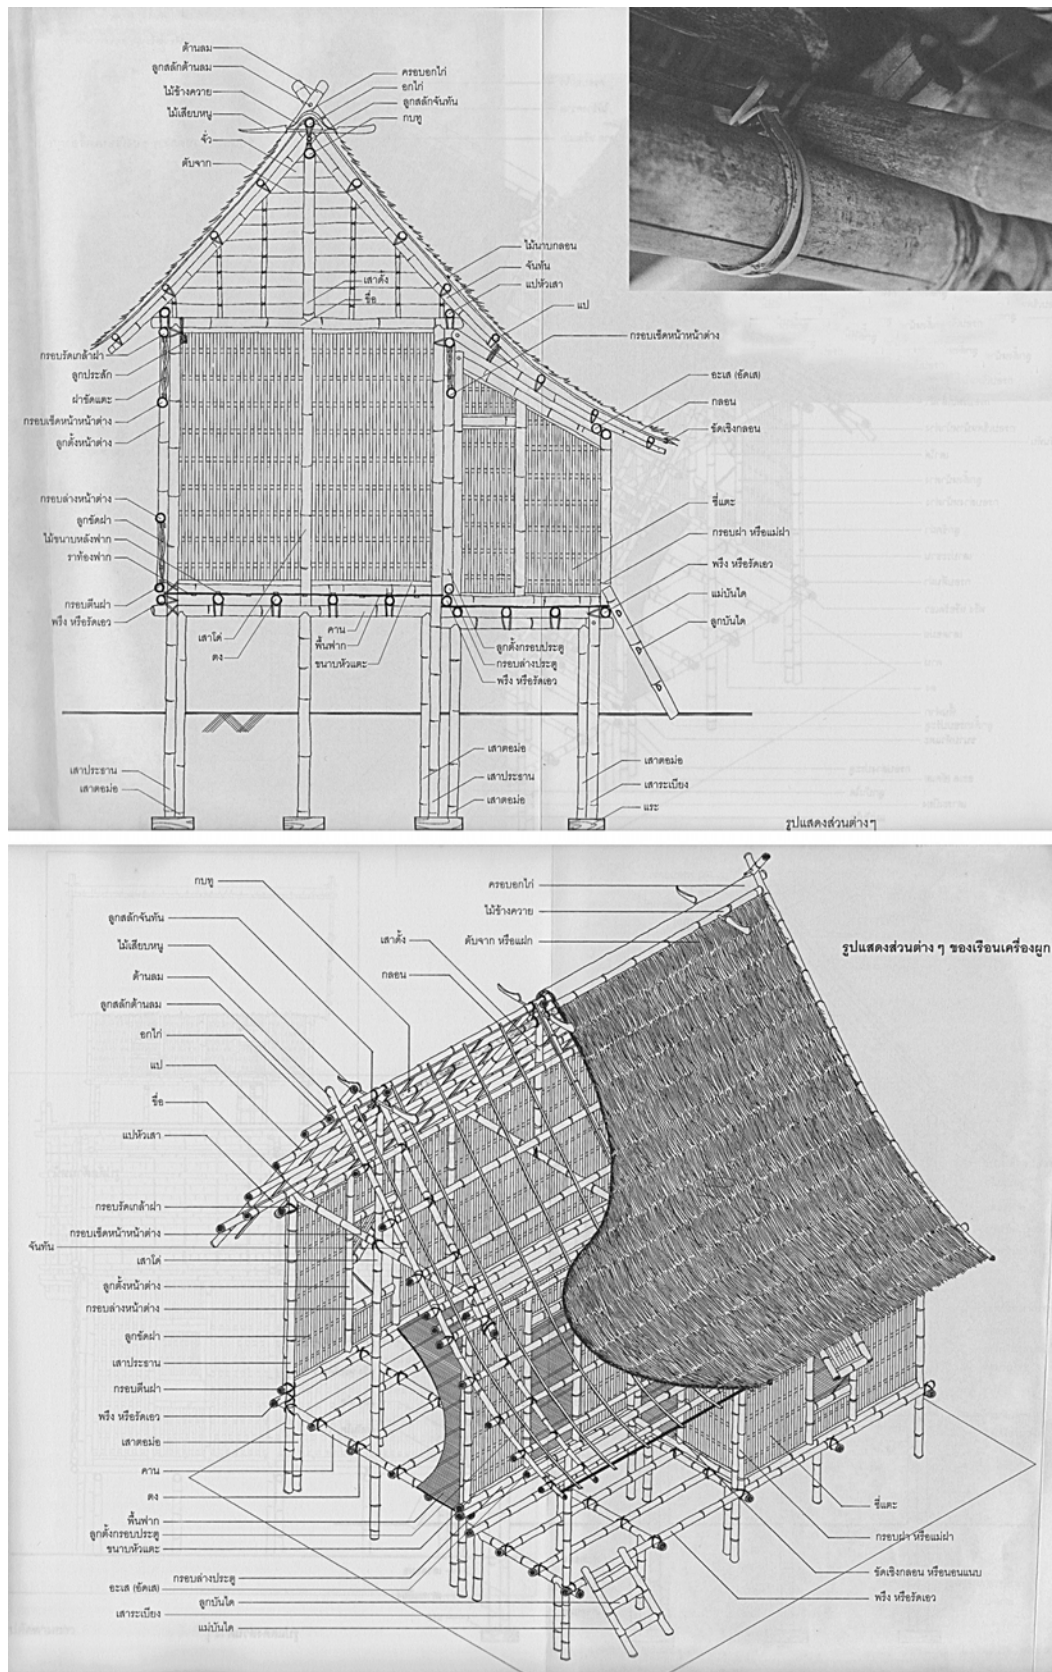 ด้านลม
ลูกสลักด้านลม
ไม้ข้างควาย
ไม้เสียบหนู
จั่ว
ตับจาก
ครอบอกไก่
อกไก่
ลูกสลักจันทัน
กบทู
ไม้นาบกลอน
จันทัน
แปหัวเสา
แป
เสาดั้ง
ขื่อ
กรอบเช็ดหน้าหน้าต่าง
กรอบรัดเกล้าฝา
ลูกประสัก
ฝาขัดแตะ
กรอบเช็ดหน้าหน้าต่าง
ลูกตั้งหน้าต่าง
อะเส (อัดเส)
กลอน
ขัดเชิงกลอน
กรอบล่างหน้าต่าง
ลูกขัดฝา
ไม้ขนาบหลังฟาก
ราท้องฟาก
กรอบตีนฝา
พรึง หรือรัดเอว
ซี่แตะ
กรอบฝา หรือแม่ฝา
พรึง หรือรัดเอว
แม่บันได
ลูกบันได
เสาโด่
ตง
คาน
พื้นฟาก
ขนาบหัวแตะ
ลูกตั้งกรอบประตู
กรอบล่างประตู
พรึง หรือรัดเอว
เสาประธาน
เสาตอม่อ
เสาตอม่อ
เสาประธาน
เสาตอม่อ
เสาตอม่อ
เสาระเบียง
แระ
รูปแสดงส่วนต่างๆ
กบทู
ลูกสลักจันทัน
ไม้เสียบหนู
ด้านลม
ลูกสลักด้านลม
อกไก่
แป
ขื่อ
แปหัวเสา
เสาดั้ง
กลอน
ครอบอกไก่
ไม้ข้างควาย
ตับจาก หรือแฝก
รูปแสดงส่วนต่าง ๆ ของเรือนเครื่องผูก
กรอบรัดเกล้าฝา
กรอบเช็ดหน้าหน้าต่าง
จันทัน
เสาโด่
ลูกตั้งหน้าต่าง
กรอบล่างหน้าต่าง
ลูกขัดฝา
เสาประธาน
กรอบตีนฝา
พรึง หรือรัดเอว
เสาตอม่อ
คาน
ตง
พื้นฟาก
ลูกตั้งกรอบประตู
ขนาบหัวแตะ
กรอบล่างประตู
อะเส (อัดเส)
ลูกบันได
เสาระเบียง
แม่บันได
ซี่แตะ
กรอบฝา หรือแม่ฝา
ขัดเชิงกลอน หรือนอนแนบ
พรึง หรือรัดเอว